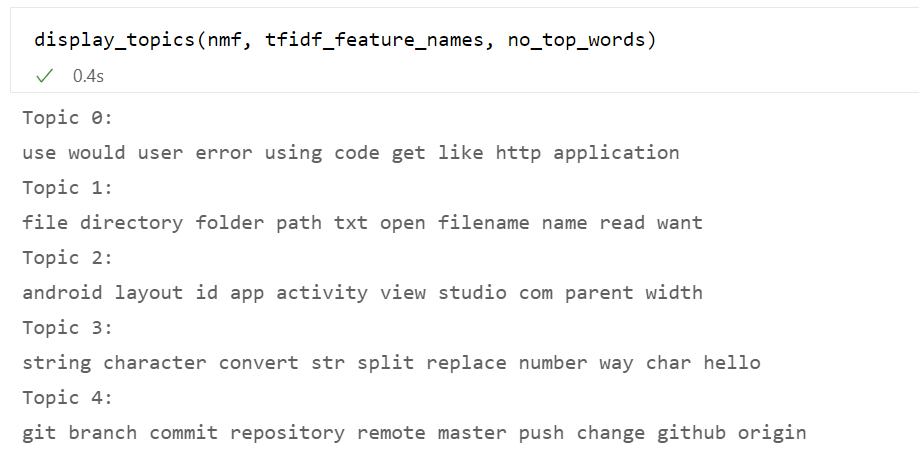 display_topics(nmf, tfidf_feature_names, no_top_words)
✓ 0.4s
Topic 0:
use would user error using code get like http application
Topic 1:
file directory folder path txt open filename name read want
Topic 2:
android layout id app activity view studio com parent width
Topic 3:
string character convert str split replace number way char hello
Topic 4:
git branch commit repository remote master push change github origin